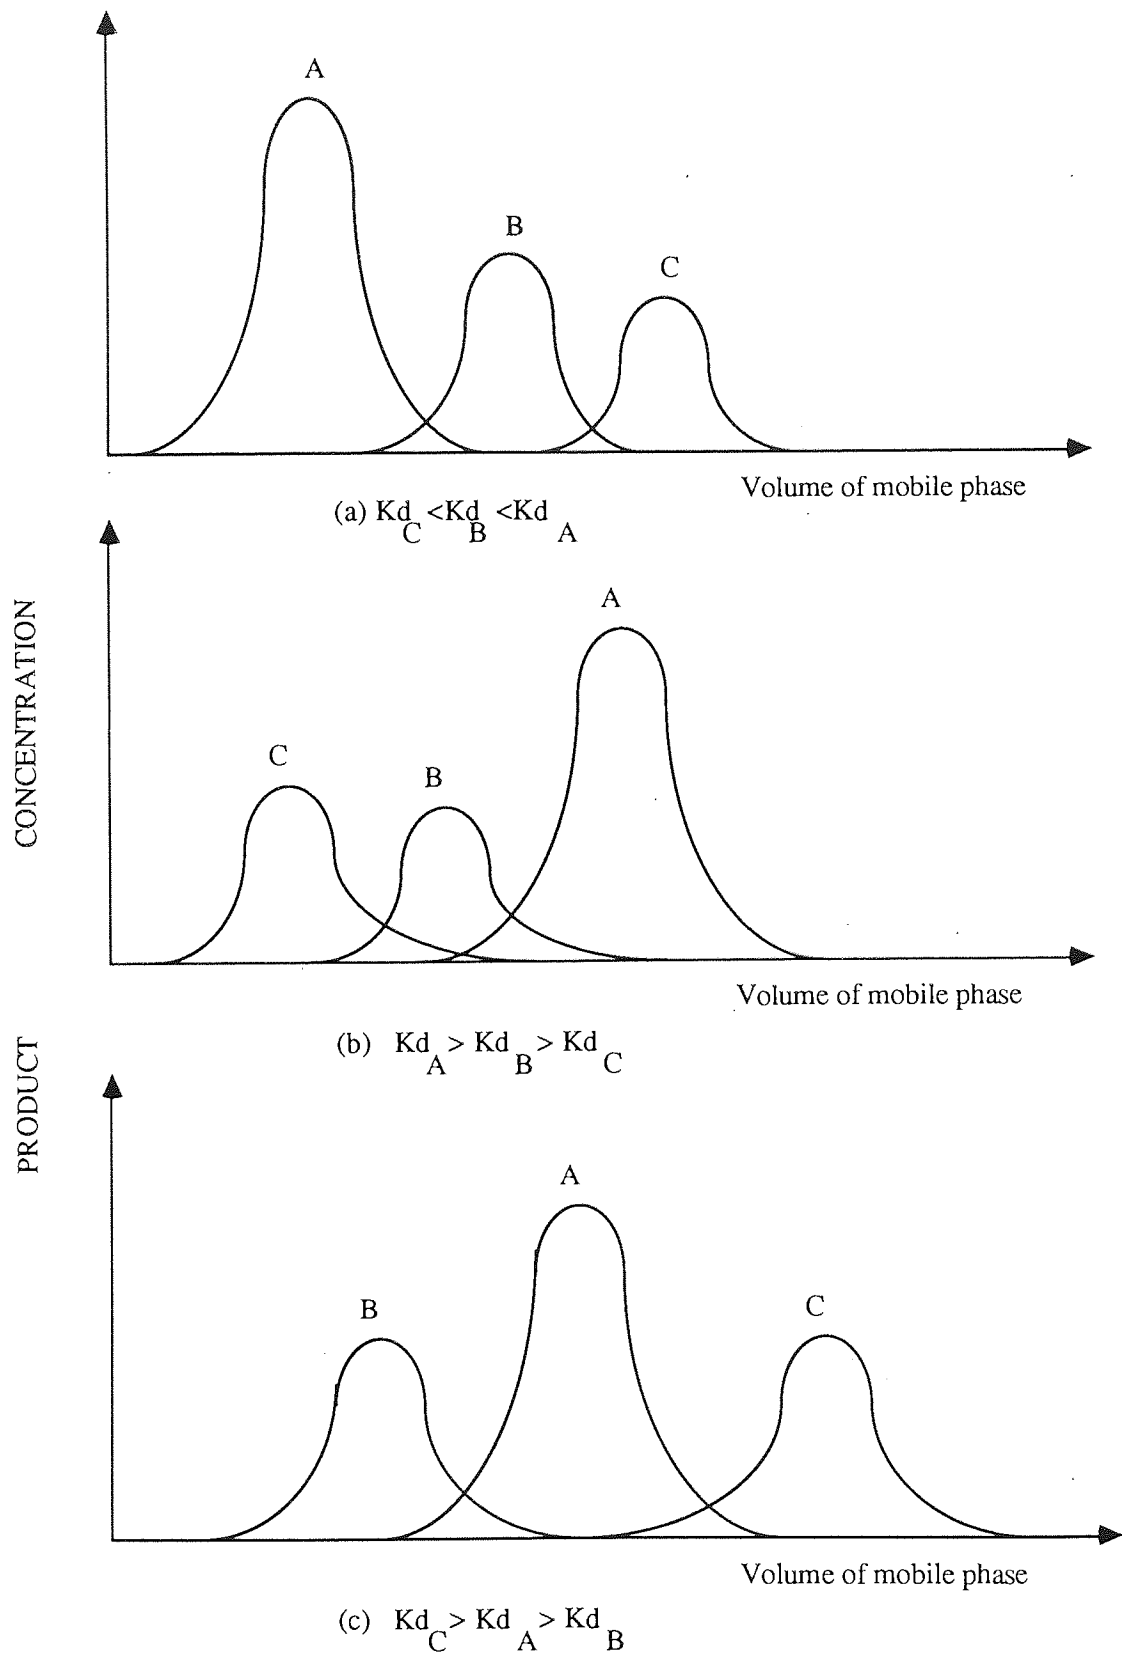 A
B
C
Volume of mobile phase
(a) Kd C <Kd B <Kd A
A
C
B
Volume of mobile phase
(b) Kd A > Kd B > Kd C
PRODUCT CONCENTRATION
A
B
C
Volume of mobile phase
(c) Kd C > Kd A > Kd B